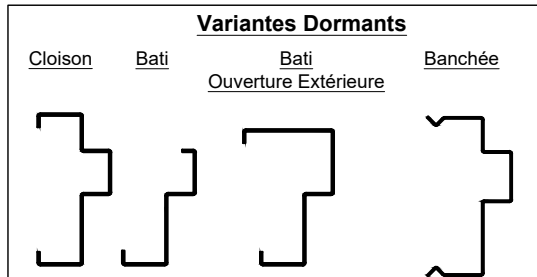 Variantes Dormants
Cloison Bati Bati Banchée
Ouverture Extérieure